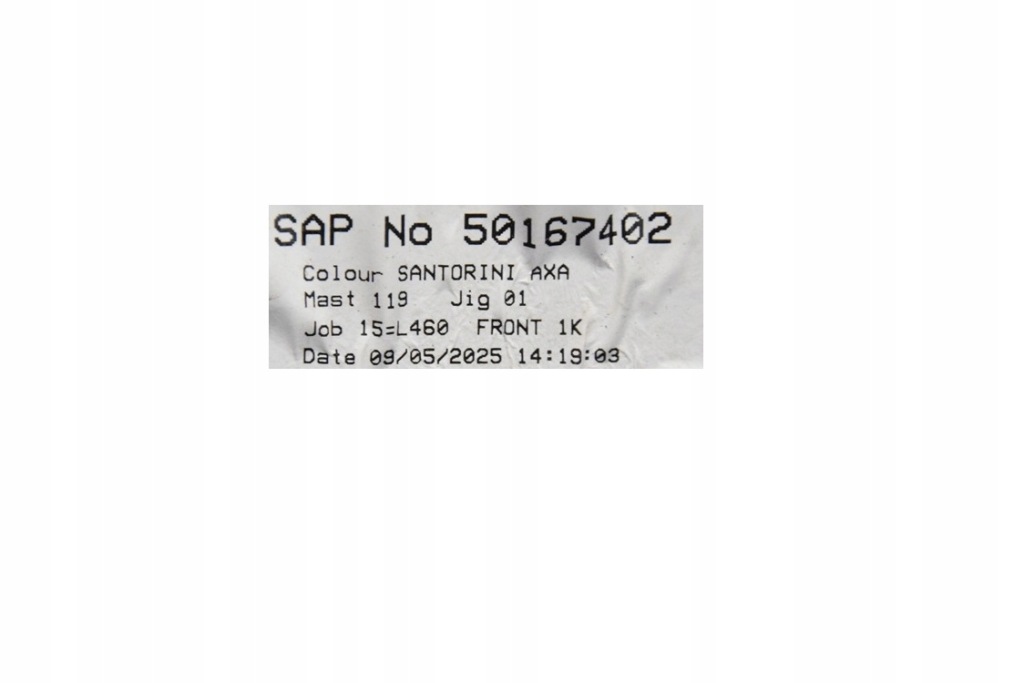 SAP No 50167402
Colour SANTORINI AXA
Mast 119 Jig 01
Job 15=L460 FRONT 1K
Date 09/05/2025 14:19:03